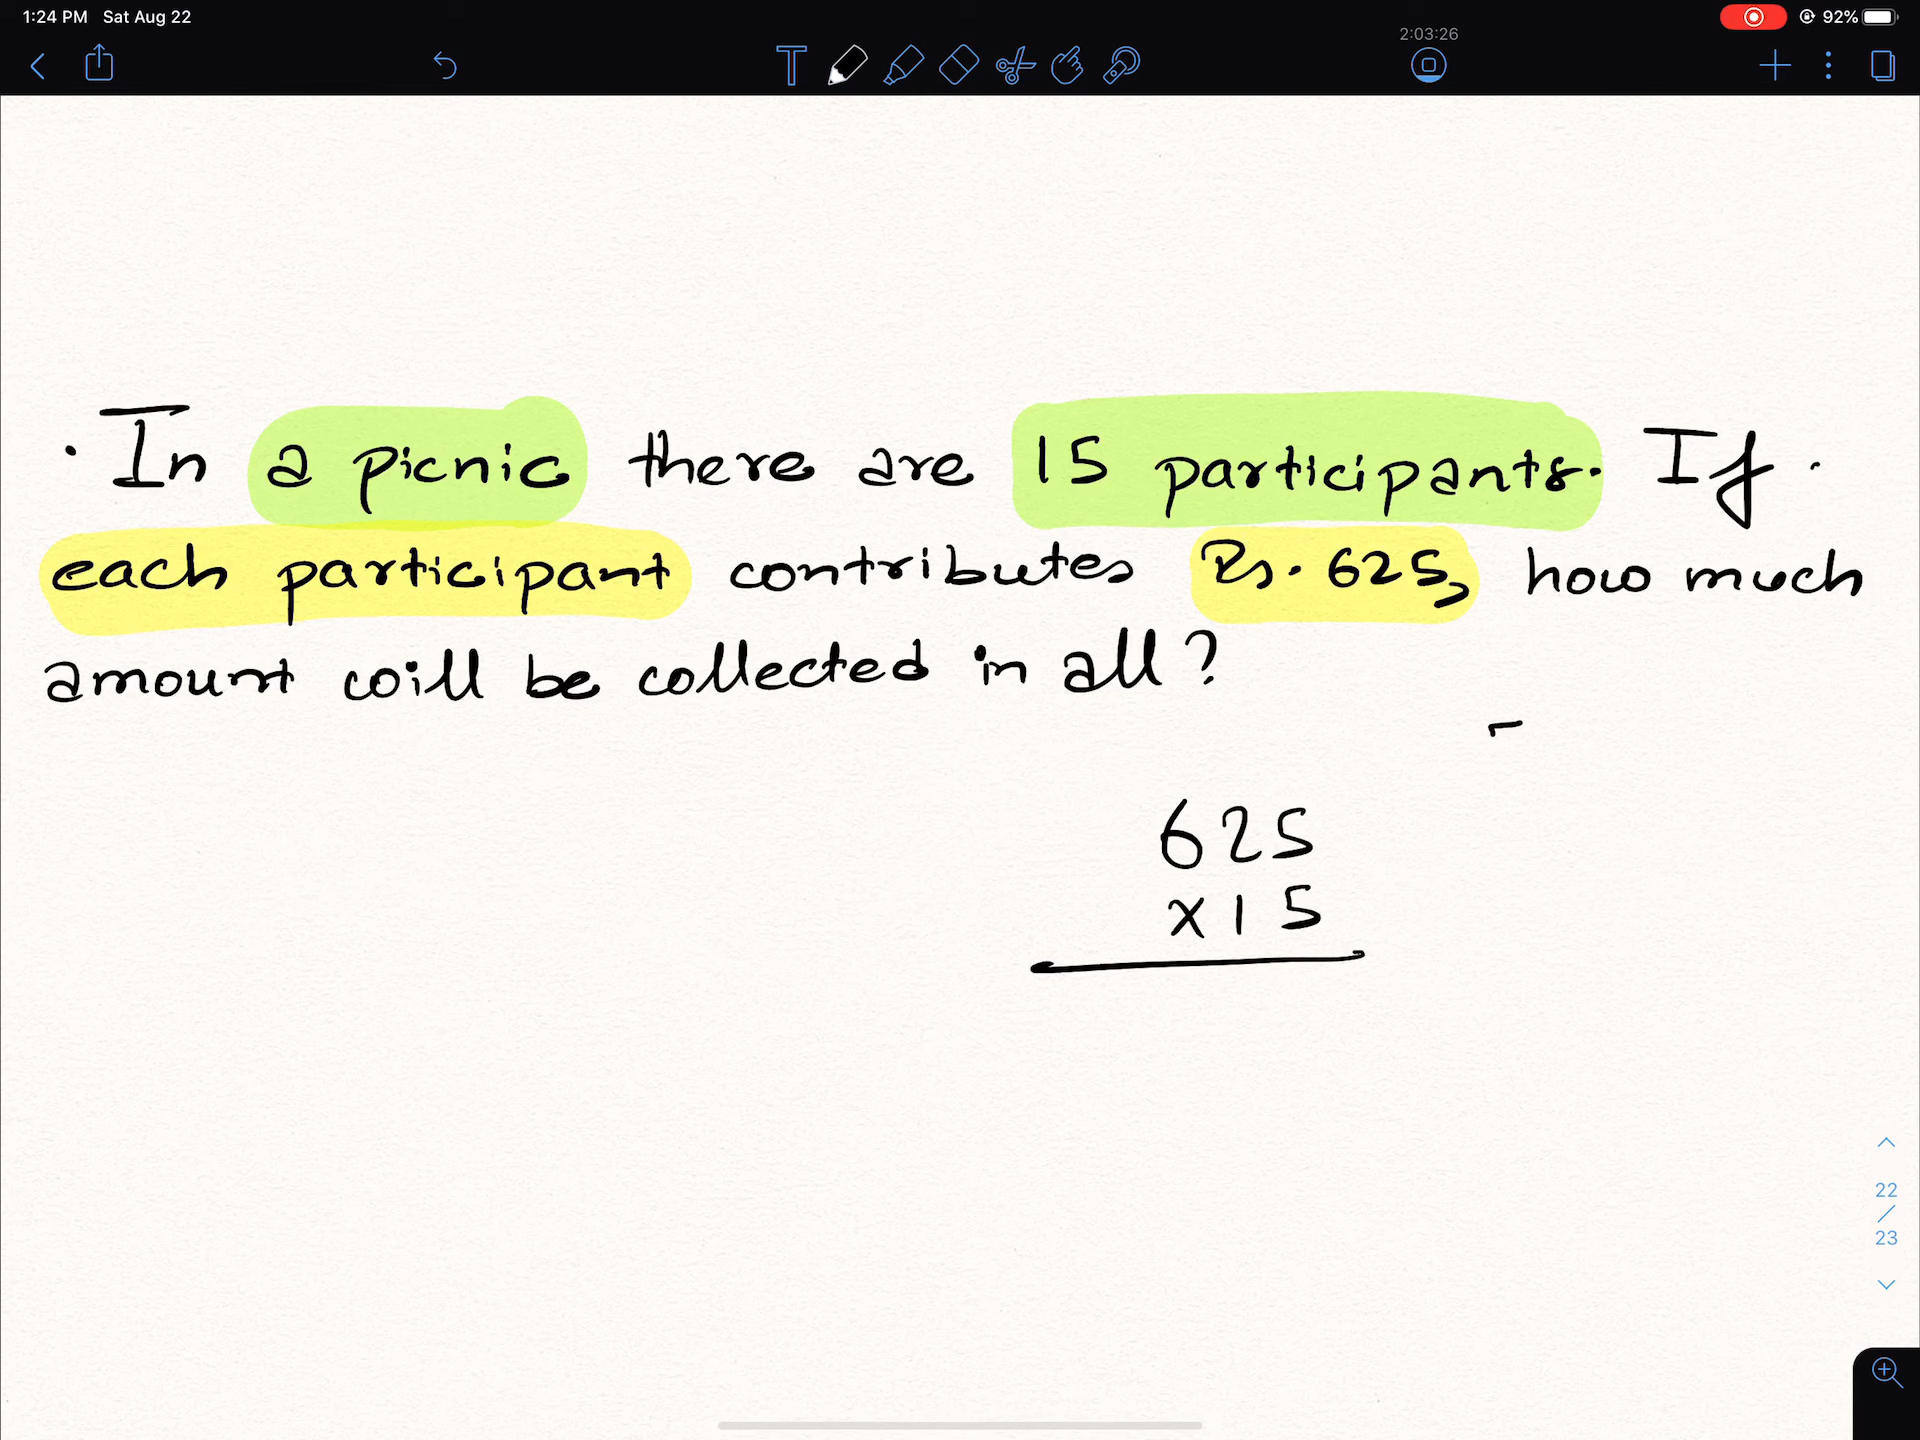 1:24 PM Sat Aug 22
92%
2:03:26
T
. In a picnic there are 15 participants. If
each participant contributes Rs. 625, how much
amount will be collected in all?
625
x15
22
/
23